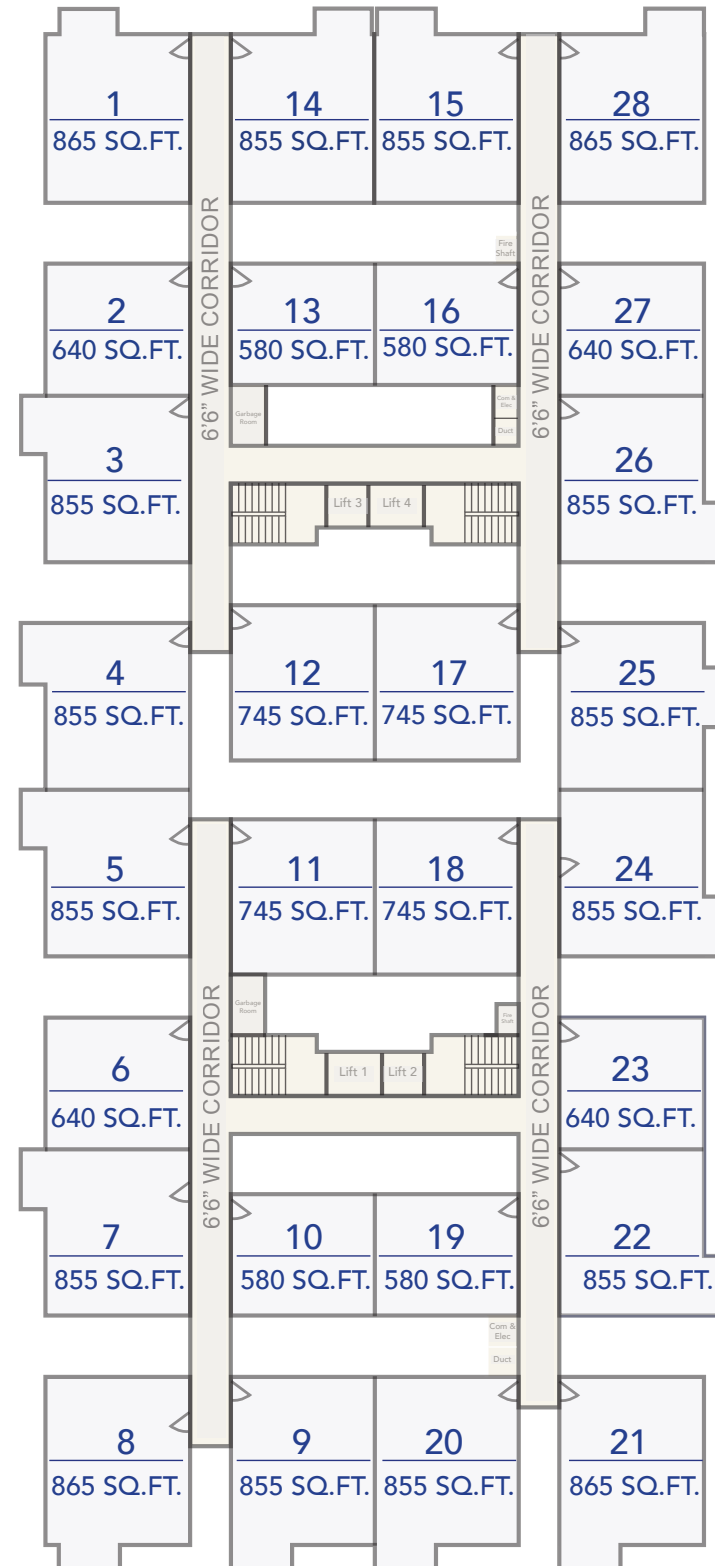 1
865 SQ.FT.
14
855 SQ.FT.
15
855 SQ.FT.
28
865 SQ.FT.
6'6” WIDE CORRIDOR
6'6” WIDE CORRIDOR
Fire
Shaft
2
640 SQ.FT.
13
580 SQ.FT.
16
580 SQ.FT.
27
640 SQ.FT.
Garbage
Room
Com &
Elec
Duct
3
855 SQ.FT.
26
855 SQ.FT.
Lift 3
Lift 4
4
855 SQ.FT.
12
745 SQ.FT.
17
745 SQ.FT.
25
855 SQ.FT.
5
855 SQ.FT.
11
745 SQ.FT.
18
745 SQ.FT.
24
855 SQ.FT.
6'6” WIDE CORRIDOR
6'6” WIDE CORRIDOR
Garbage
Room
Fire
Shaft
6
640 SQ.FT.
Lift 1
Lift 2
23
640 SQ.FT.
7
855 SQ.FT.
10
580 SQ.FT.
19
580 SQ.FT.
22
855 SQ.FT.
Com &
Elec
Duct
8
865 SQ.FT.
9
855 SQ.FT.
20
855 SQ.FT.
21
865 SQ.FT.